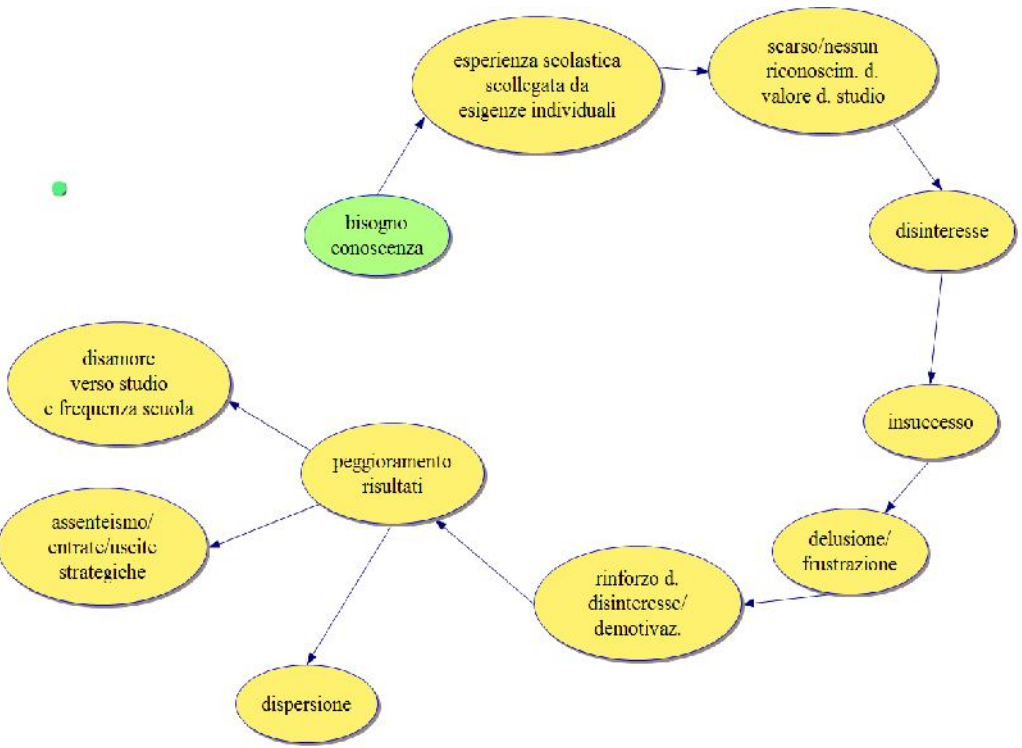 esperienza scolastica
scollegata da
esigenze individuali
scarso/nessun
riconoscim. d.
valore d. studio
bisogno
conoscenza
disinteresse
insuccesso
delusione/
frustrazione
rinforzo d.
disinteresse/
demotivaz.
peggioramento
risultati
disamore
verso studio
e frequenza scuola
assenteismo/
entrate/uscite
strategiche
dispersione